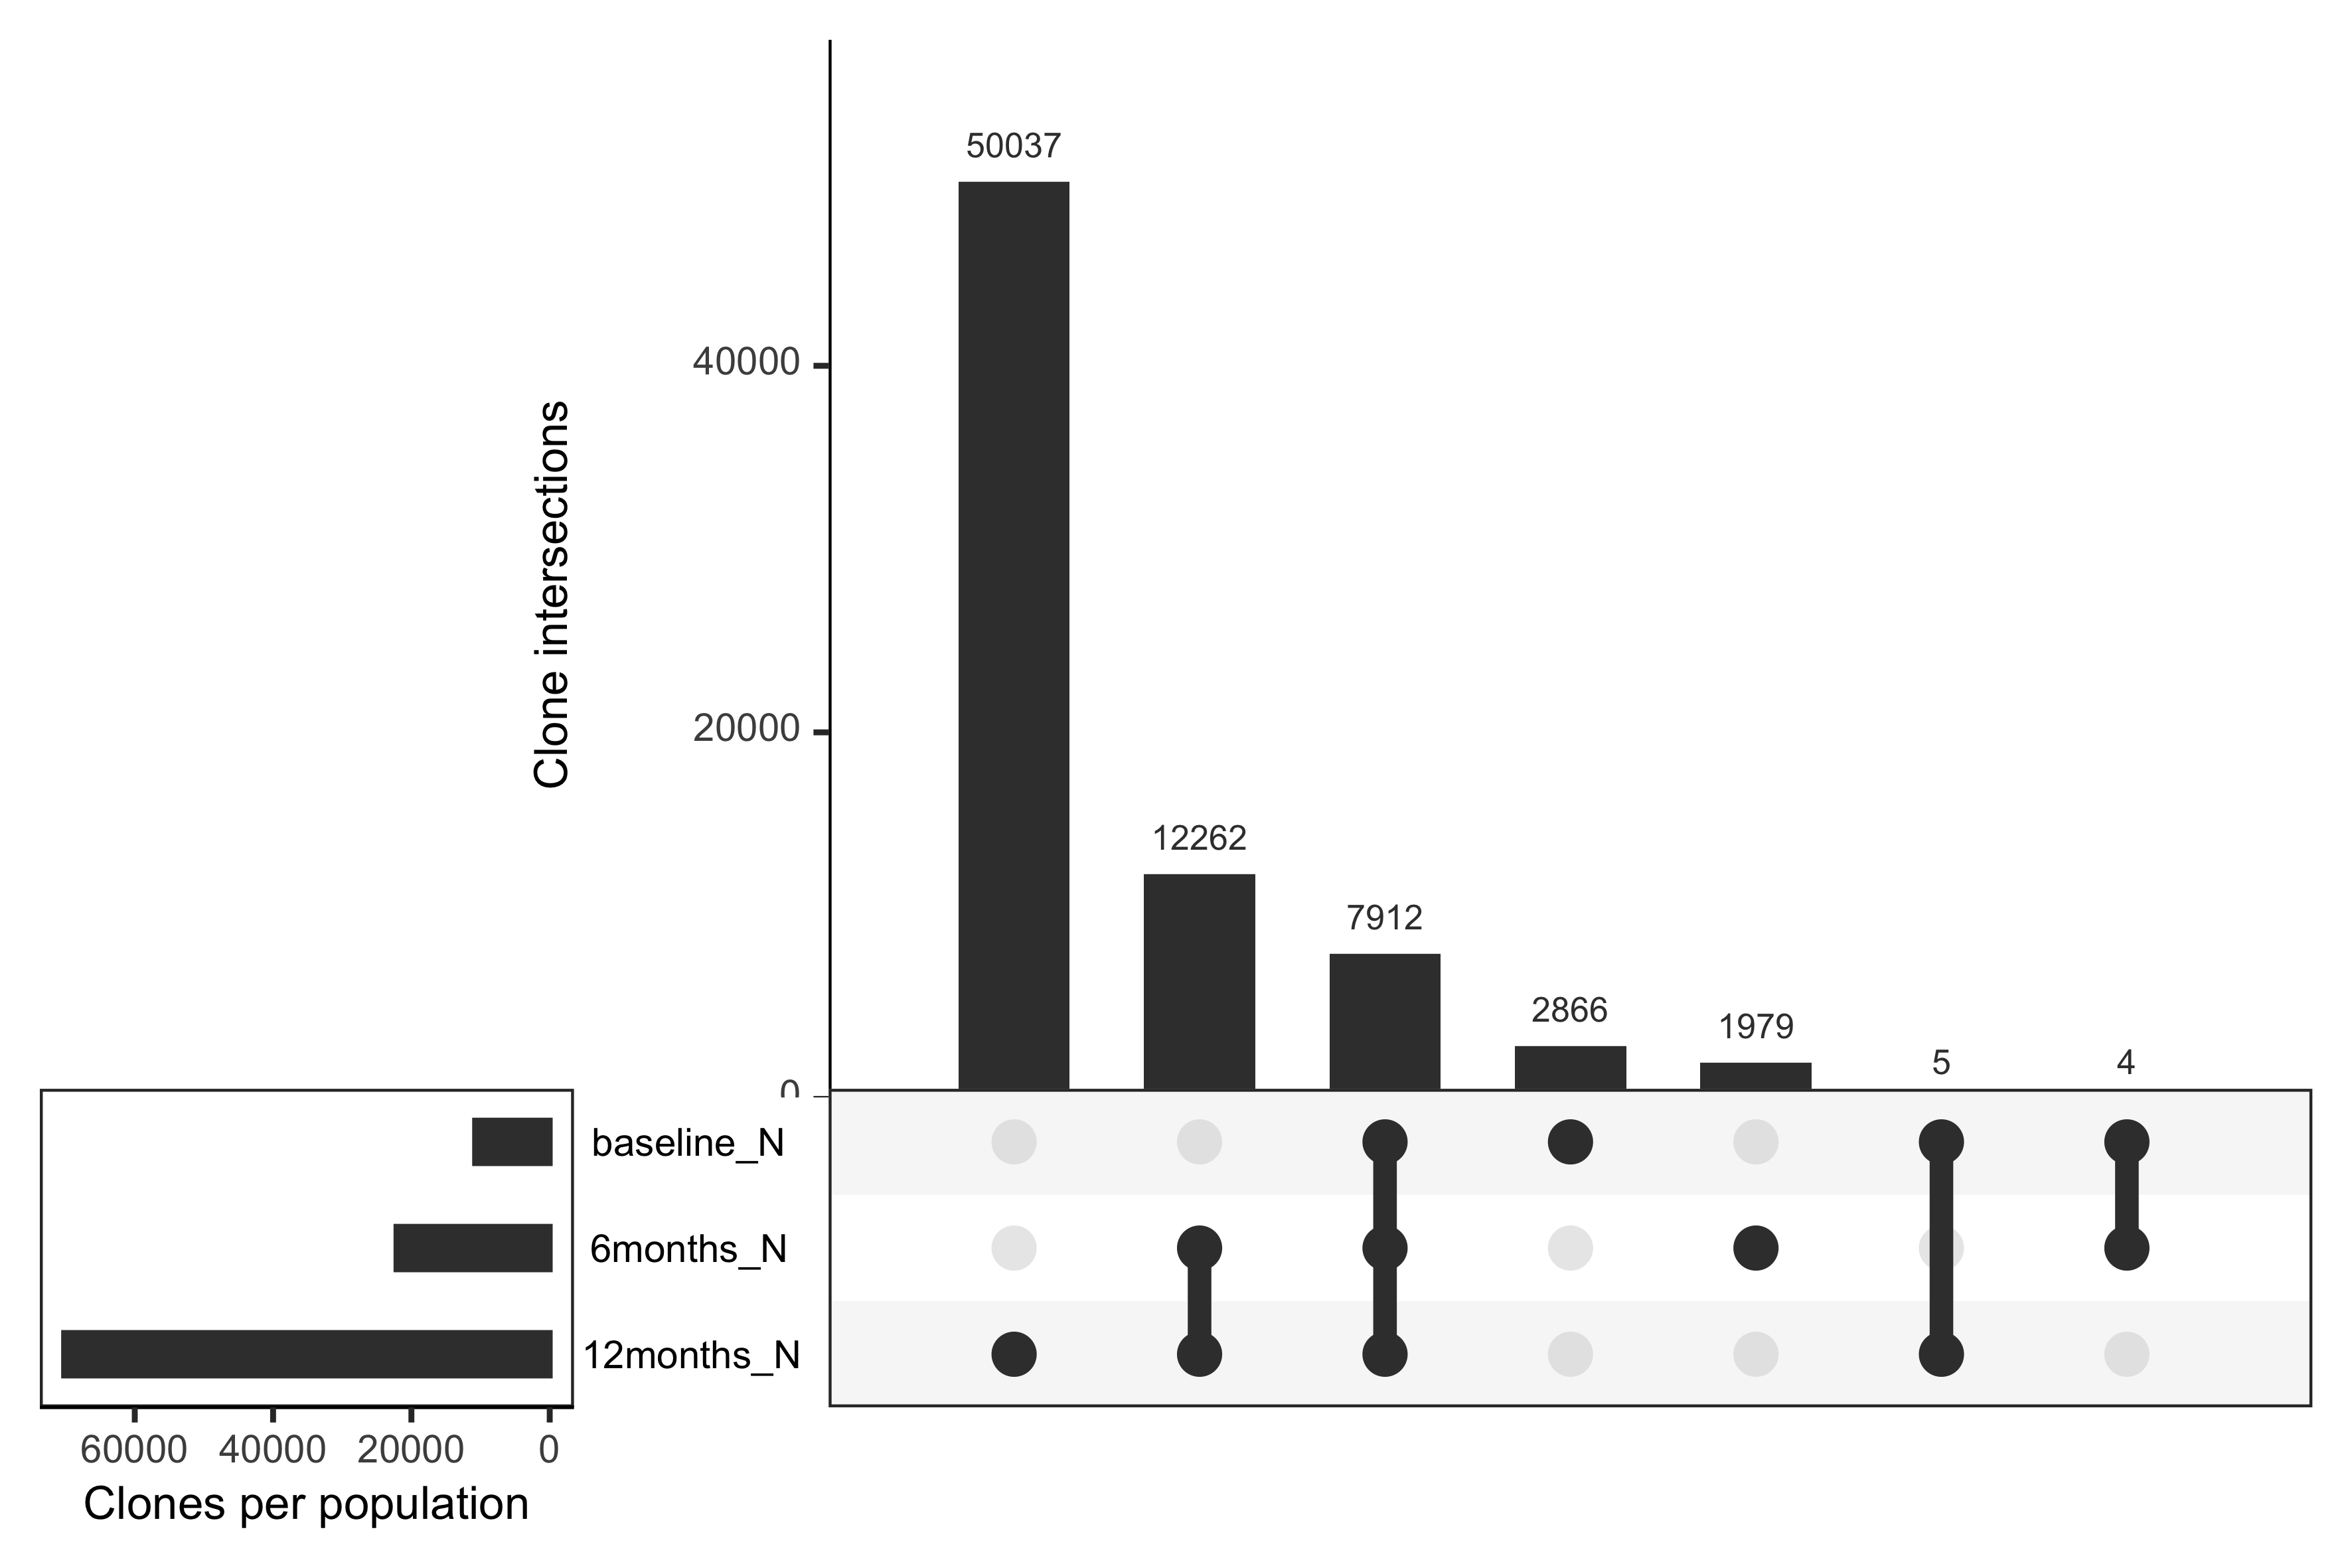 50037
40000
Clone intersections
20000
12262
7912
2866
1979
5
4
0
baseline_N
6months_N
12months_N
60000 40000 20000 0
Clones per population